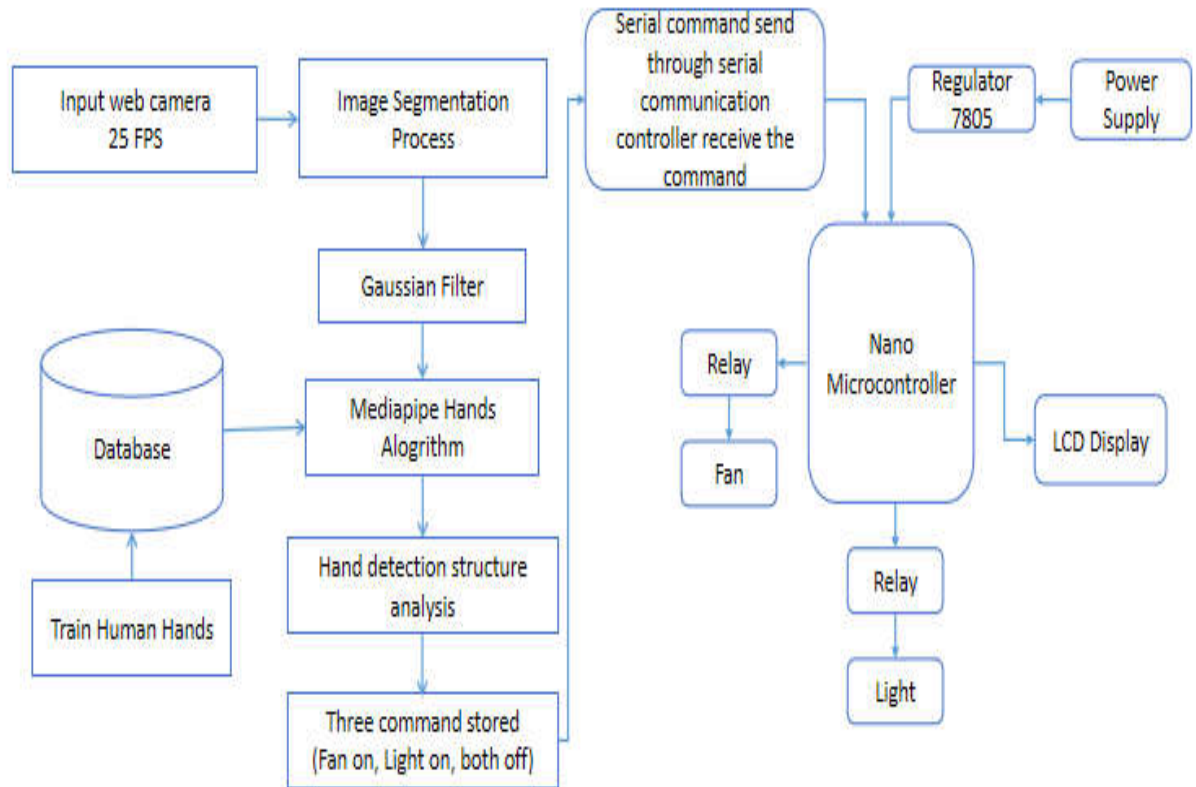 Input web camera
25 FPS
Image Segmentation
Process
Serial command send
through serial
communication
controller receive the
command
Regulator
7805
Power
Supply
Gaussian Filter
Database
Mediapipe Hands
Alogrithm
Relay
Nano
Microcontroller
Fan
LCD Display
Hand detection structure
analysis
Train Human Hands
Relay
Light
Three command stored
(Fan on, Light on, both off)